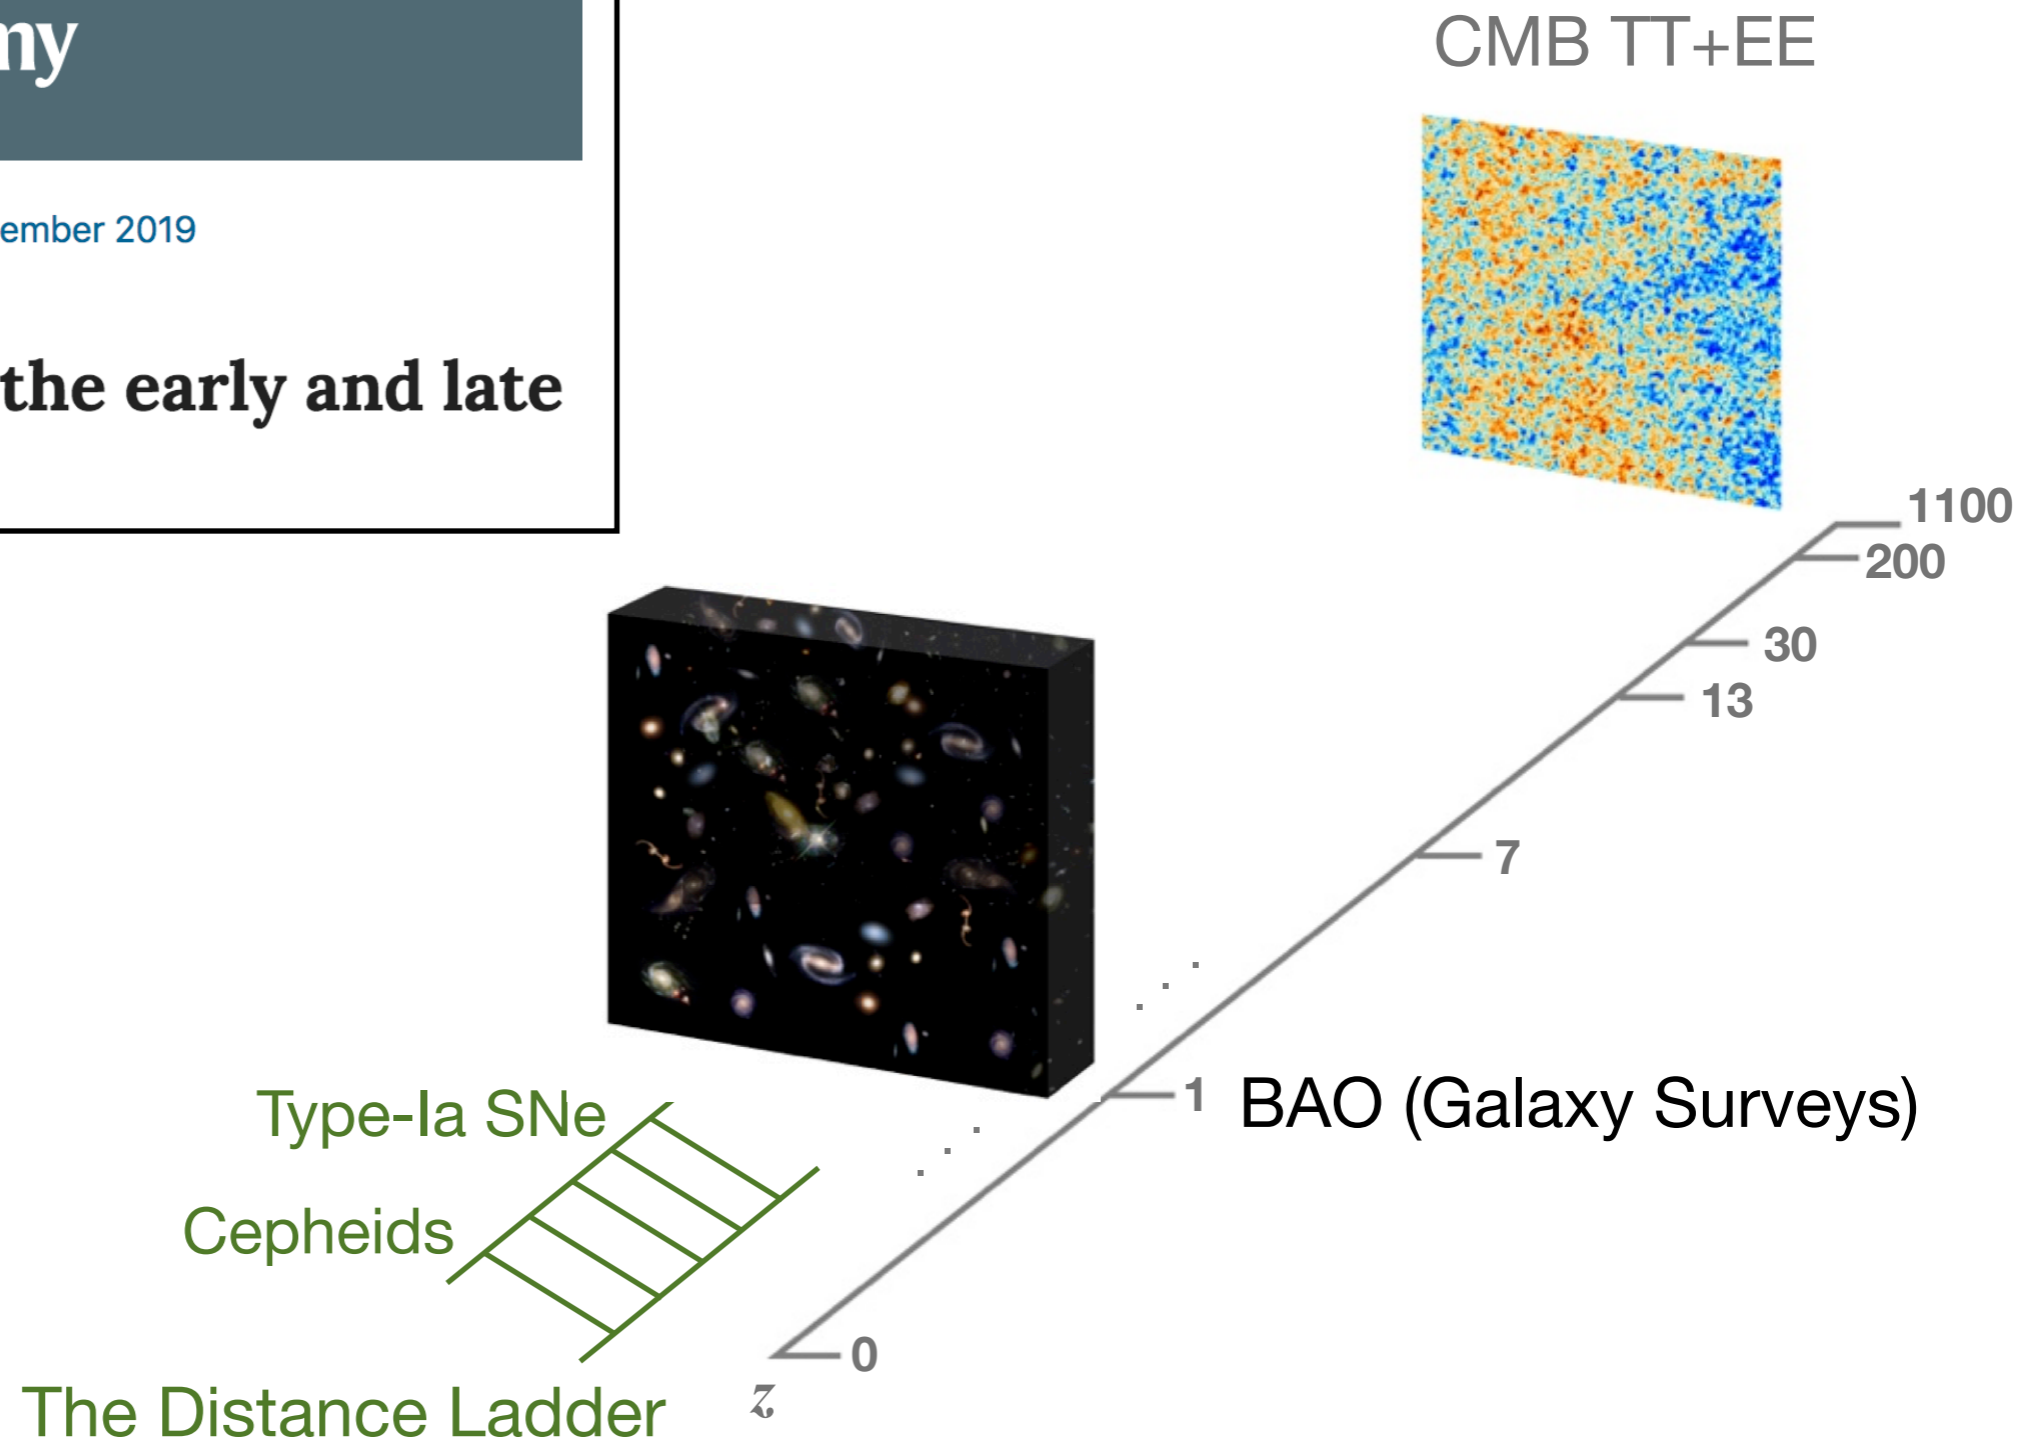 my
ember 2019
the early and late
CMB TT+EE
1100
200
30
13
7
1 BAO (Galaxy Surveys)
Type-Ia SNe
Cepheids
0
z
The Distance Ladder